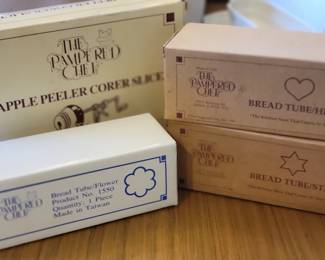 THE
PAMPERED
CHEF
APPLE PEELER CORER SLICE
THE
PAMPERED
CHEF
BREAD TUBE/HE
THE
PAMPERED
CHEF
BREAD TUBE/ST
THE
PAMPERED
CHEF
Bread Tube/Flower
Product No. 1550
Quantity: 1 Piece
Made in Taiwan